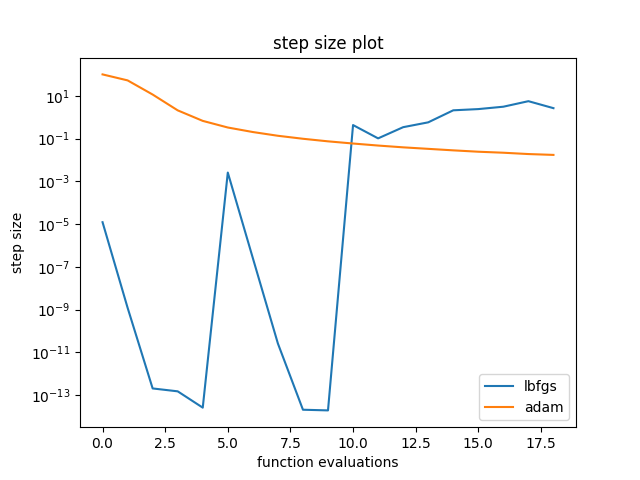 step size plot
step size
10^1
10^−1
10^−3
10^−5
10^−7
10^−9
10^−11
10^−13
0.0 2.5 5.0 7.5 10.0 12.5 15.0 17.5
function evaluations
lbfgs
adam